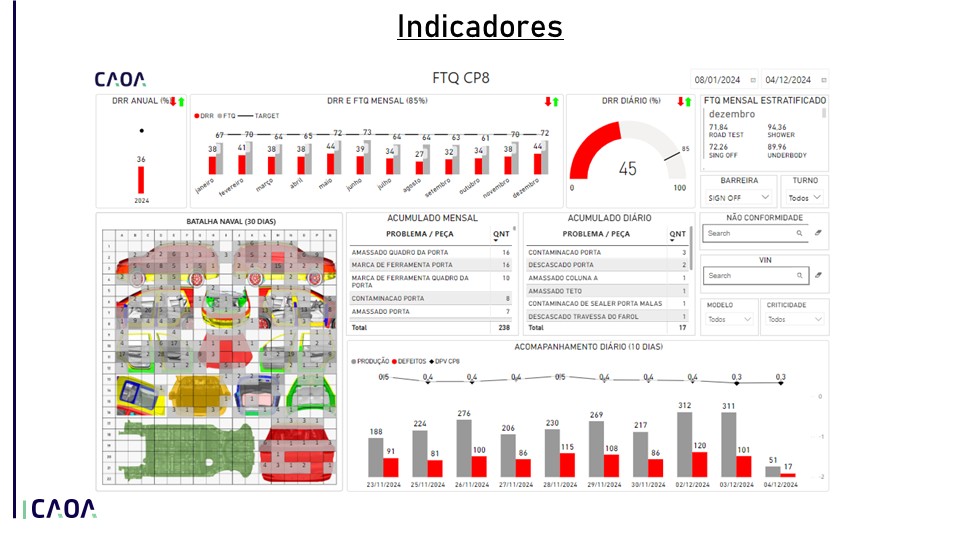 Indicadores
CAOA
FTQ CP8
08/01/2024
04/12/2024
DRR ANUAL (%)
36
2024
DRR E FTQ MENSAL (85%)
DRR FTQ TARGET
67 70 64 65 72 73 64 64 64 61 70 72
38 41 38 38 44 39 34 27 32 34 38 44
janeiro fevereiro março abril maio junho julho agosto setembro outubro novembro dezembro
DRR DIÁRIO (%)
85
45
0 100
FTQ MENSAL ESTRATIFICADO
dezembro
71.84 94.36
ROAD TEST SHOWER
72.26 89.96
SING OFF UNDERBODY
BARREIRA TURNO
SIGN OFF Todos
BATALHA NAVAL (30 DIAS)
ACUMULADO MENSAL
PROBLEMA / PEÇA QNT
AMASSADO QUADRO DA PORTA 16
MARCA DE FERRAMENTA PORTA 16
MARCA DE FERRAMENTA QUADRO DA 10
PORTA
CONTAMINACAO PORTA 8
AMASSADO PORTA 7
Total 238
ACUMULADO DIÁRIO
PROBLEMA / PEÇA QNT
CONTAMINACAO PORTA 3
DESCASCADO PORTA 2
AMASSADO COLUNA A 1
AMASSADO TETO 1
CONTAMINACAO DE SEALER PORTA MALAS 1
DESCASCADO TRAVESSA DO FAROL 1
Total 17
NÃO CONFORMIDADE
Search
VIN
Search
MODELO CRITICIDADE
Todos Todos
ACOMAPANHAMENTO DIÁRIO (10 DIAS)
PRODUÇÃO DEFEITOS DPV CP8
0,5 0,4 0,4 0,4 0,5 0,4 0,4 0,4 0,3 0,3
0
-1
-2
188 224 276 206 230 269 217 312 311 51
91 81 100 86 115 108 86 120 101 17
23/11/2024 25/11/2024 26/11/2024 27/11/2024 28/11/2024 29/11/2024 30/11/2024 02/12/2024 03/12/2024 04/12/2024
CAOA